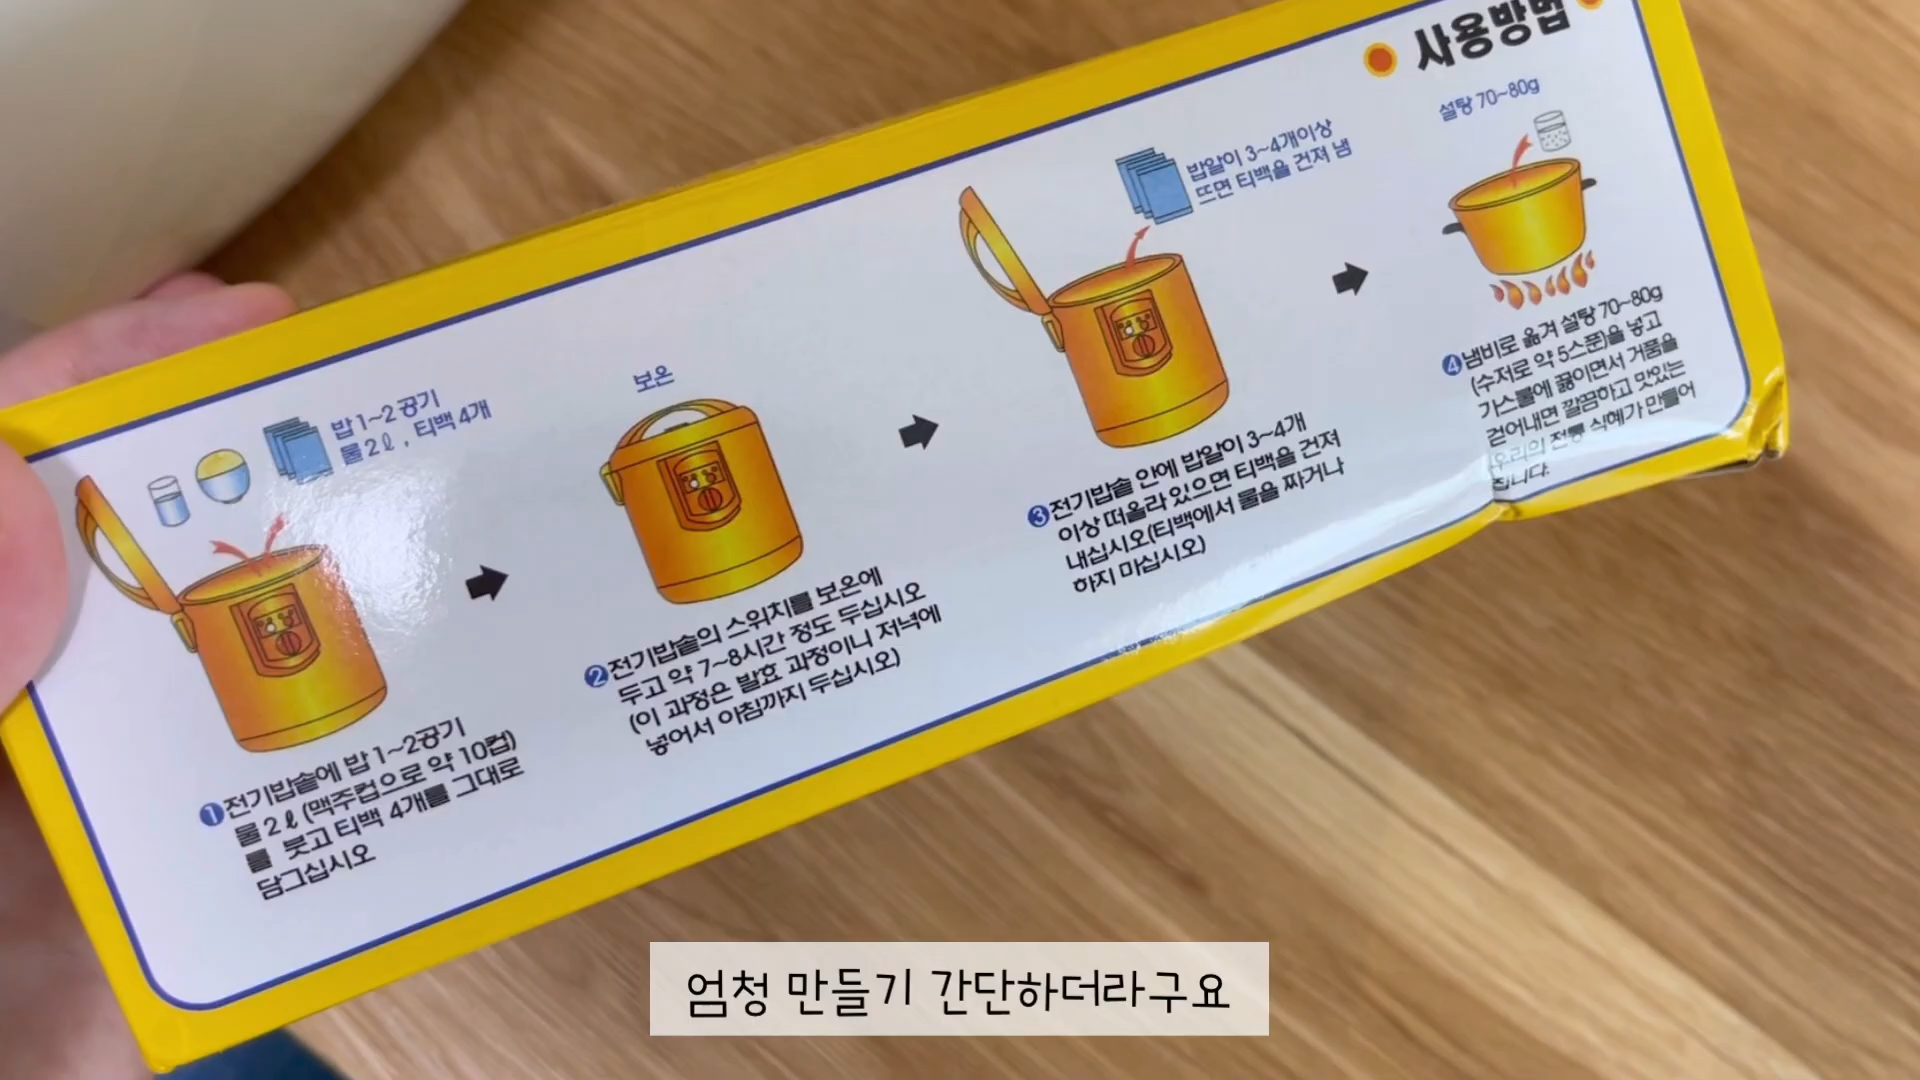 사용방법
밥 1~2공기
물 2ℓ, 티백 4개
❶전기밥솥에 밥 1~2공기
물 2ℓ (맥주컵으로 약 10컵)
를 붓고 티백 4개를 그대로
담그십시오
보온
❷전기밥솥의 스위치를 보온에
두고 약 7~8시간 정도 두십시오
(이 과정은 발효 과정이니 저녁에
넣어서 아침까지 두십시오)
밥알이 3~4개이상
뜨면 티백을 건져 냄
❸전기밥솥 안에 밥알이 3~4개
이상 떠올라 있으면 티백을 건져
내십시오(티백에서 물을 짜거나
하지 마십시오)
설탕 70~80g
❹냄비로 옮겨 설탕 70~80g
(수저로 약 5스푼)을 넣고
가스불에 끓이면서 거품을
걷어내면 깔끔하고 맛있는
우리의 전통 식혜가 만들어
집니다.
엄청 만들기 간단하더라구요